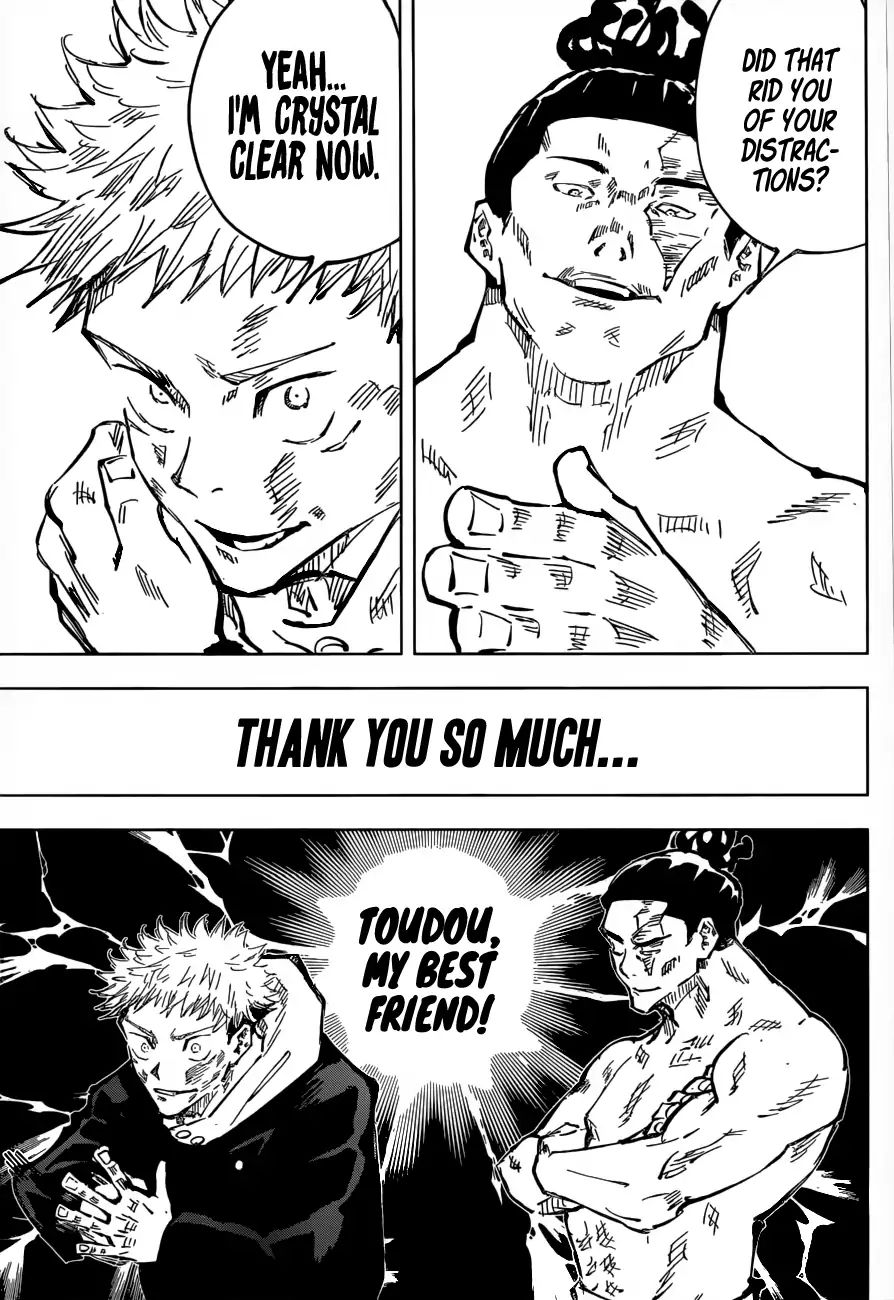 DID THAT
RID YOU
OF YOUR
DISTRAC-
TIONS?
YEAH...
I'M CRYSTAL
CLEAR NOW.
THANK YOU SO MUCH...
TOUDOU,
MY BEST
FRIEND!